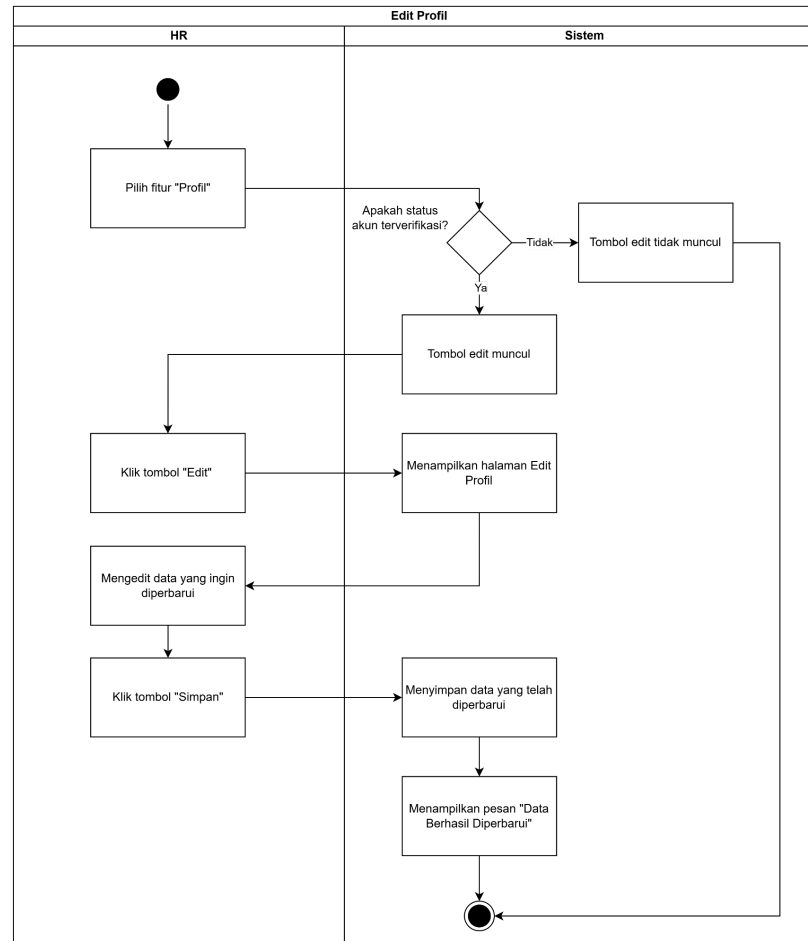 Edit Profil
HR
Sistem
Pilih fitur "Profil"
Apakah status
akun terverifikasi?
Tidak
Tombol edit tidak muncul
Ya
Tombol edit muncul
Klik tombol "Edit"
Menampilkan halaman Edit
Profil
Mengedit data yang ingin
diperbarui
Klik tombol "Simpan"
Menyimpan data yang telah
diperbarui
Menampilkan pesan "Data
Berhasil Diperbarui"